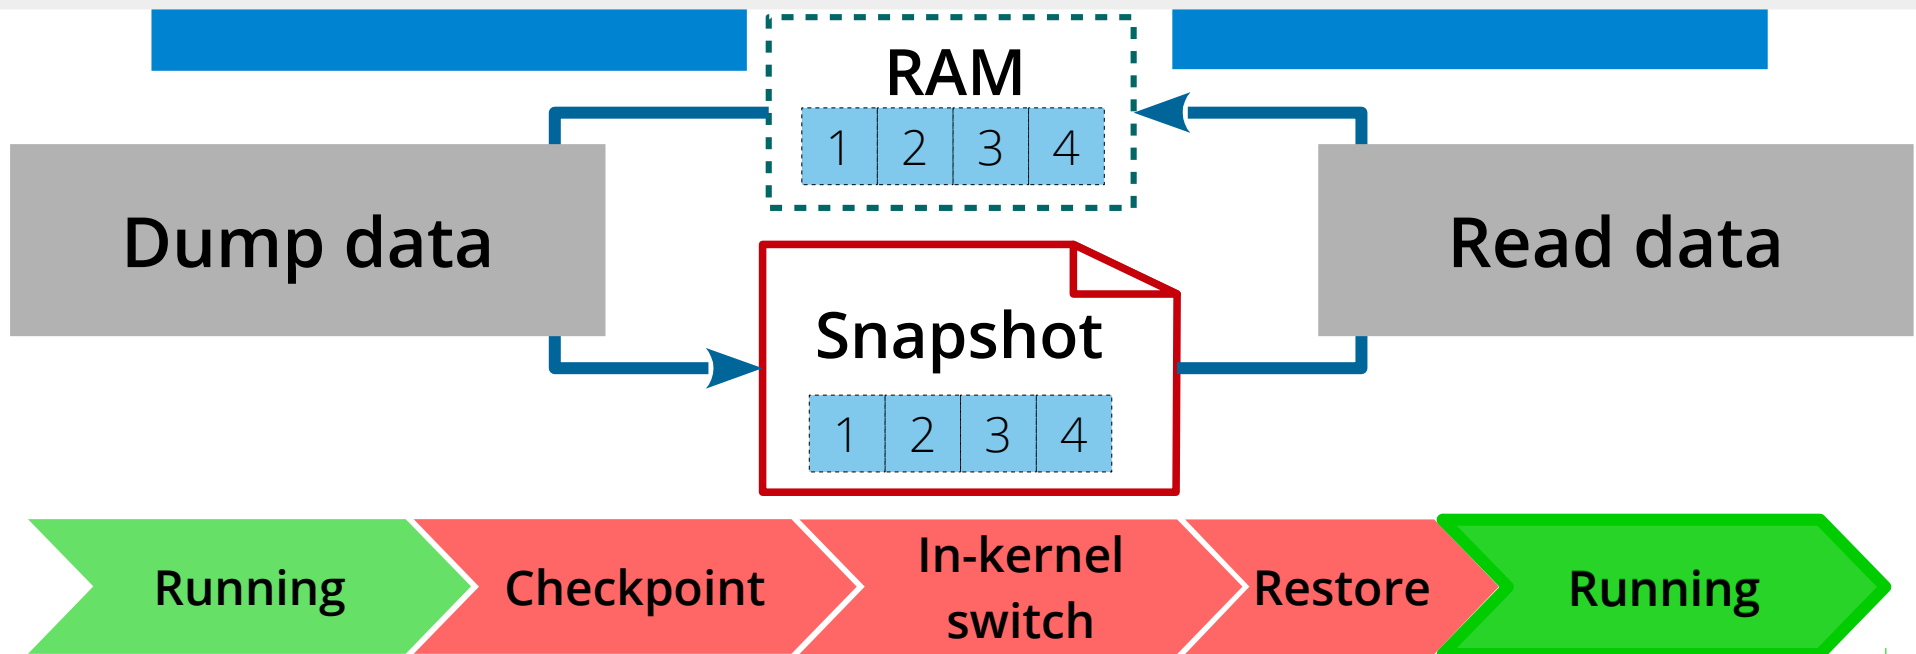 RAM
1 2 3 4
Dump data
Read data
Snapshot
1 2 3 4
Running
Checkpoint
In-kernel
switch
Restore
Running